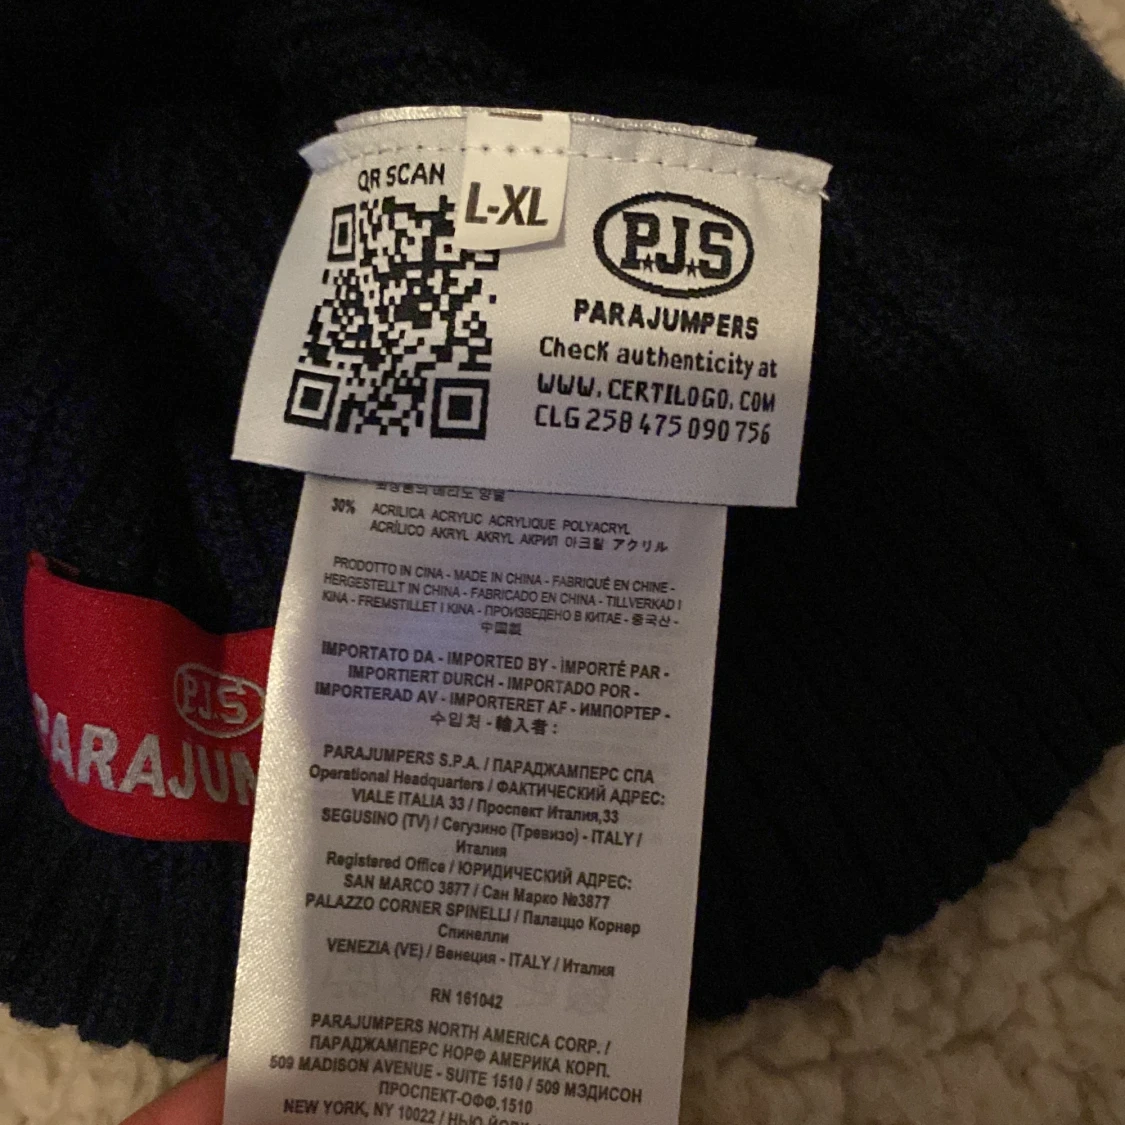 QR SCAN
L-XL
P.J.S
PARAJUMPERS
Check authenticity at
WWW.CERTILOGO.COM
CLG 258 475 090 756
30% ACRILICA ACRYLIC ACRYLIQUE POLYACRYL
ACRÍLICO AKRYL AKRYL АКРИЛ 아크릴 アクリル
PRODOTTO IN CINA - MADE IN CHINA - FABRIQUÉ EN CHINE -
HERGESTELLT IN CHINA - FABRICADO EN CHINA - TILLVERKAD I
KINA - FREMSTILLET I KINA - ПРОИЗВЕДЕНО В КИТАЕ - 중국산 -
中国製
IMPORTATO DA - IMPORTED BY - IMPORTÉ PAR -
IMPORTIERT DURCH - IMPORTADO POR -
IMPORTERAD AV - IMPORTERET AF - ИМПОРТЕР -
수입처 - 輸入者 :
PARAJUMPERS S.P.A. / ПАРАДЖАМПЕРС СПА
Operational Headquarters / ФАКТИЧЕСКИЙ АДРЕС:
VIALE ITALIA 33 / Проспект Италия,33
SEGUSINO (TV) / Сегузино (Тревизо) - ITALY /
Италия
Registered Office / ЮРИДИЧЕСКИЙ АДРЕС:
SAN MARCO 3877 / Сан Марко №3877
PALAZZO CORNER SPINELLI / Палаццо Корнер
Спинелли
VENEZIA (VE) / Венеция - ITALY / Италия
RN 161042
PARAJUMPERS NORTH AMERICA CORP. /
ПАРАДЖАМПЕРС НОРФ АМЕРИКА КОРП.
509 MADISON AVENUE - SUITE 1510 / 509 МЭДИСОН
ПРОСПЕКТ-ОФФ.1510
NEW YORK, NY 10022 /
P.J.S
PARAJUM